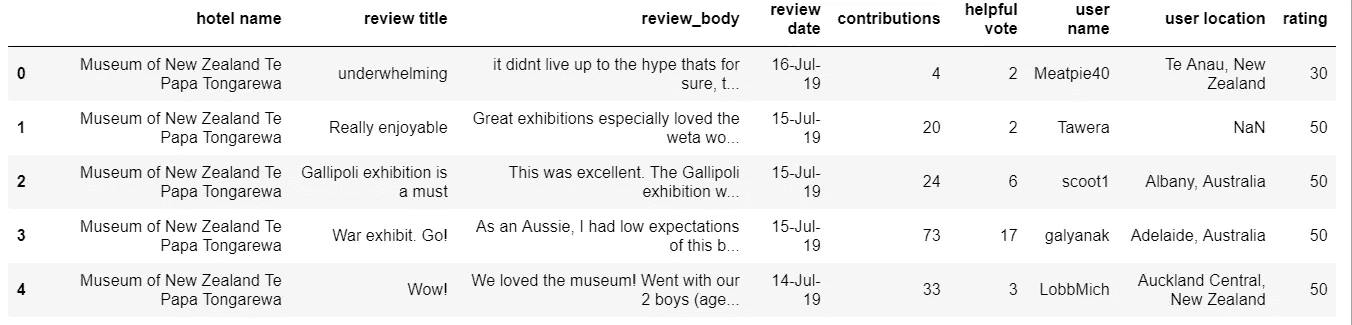 hotel name review title review_body review date contributions helpful vote user name user location rating
0 Museum of New Zealand Te Papa Tongarewa underwhelming it didnt live up to the hype thats for sure, t... 16-Jul-19 4 2 Meatpie40 Te Anau, New Zealand 30
1 Museum of New Zealand Te Papa Tongarewa Really enjoyable Great exhibitions especially loved the weta wo... 15-Jul-19 20 2 Tawera NaN 50
2 Museum of New Zealand Te Papa Tongarewa Gallipoli exhibition is a must This was excellent. The Gallipoli exhibition w... 15-Jul-19 24 6 scoot1 Albany, Australia 50
3 Museum of New Zealand Te Papa Tongarewa War exhibit. Go! As an Aussie, I had low expectations of this b... 15-Jul-19 73 17 galyanak Adelaide, Australia 50
4 Museum of New Zealand Te Papa Tongarewa Wow! We loved the museum! Went with our 2 boys (age... 14-Jul-19 33 3 LobbMich Auckland Central, New Zealand 50